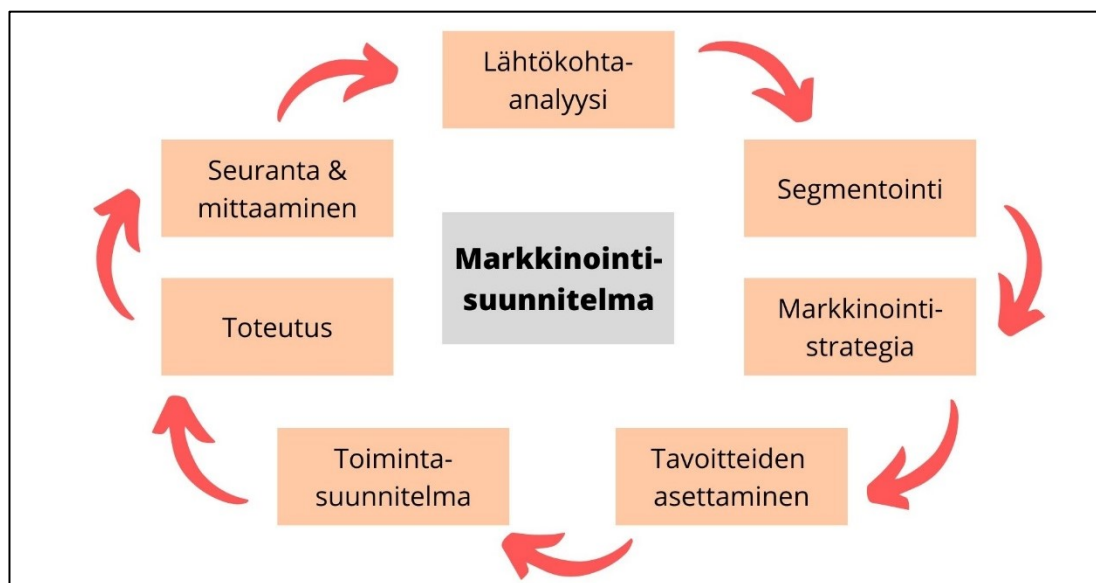 Lähtökohta-
analyysi
Segmentointi
Markkinointi-
strategia
Tavoitteiden
asettaminen
Toiminta-
suunnitelma
Toteutus
Seuranta &
mittaaminen
Markkinointi-
suunnitelma